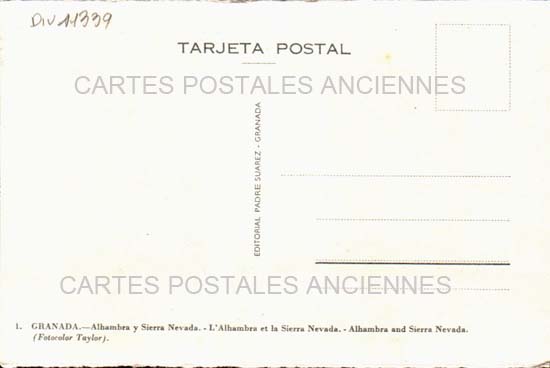 Div 11339
TARJETA POSTAL
CARTES POSTALES ANCIENNES
EDITORIAL PADRE SUAREZ - GRANADA
CARTES POSTALES ANCIENNES
1. GRANADA.—Alhambra y Sierra Nevada. - L'Alhambra et la Sierra Nevada. - Alhambra and Sierra Nevada.
(Fotocolor Taylor).